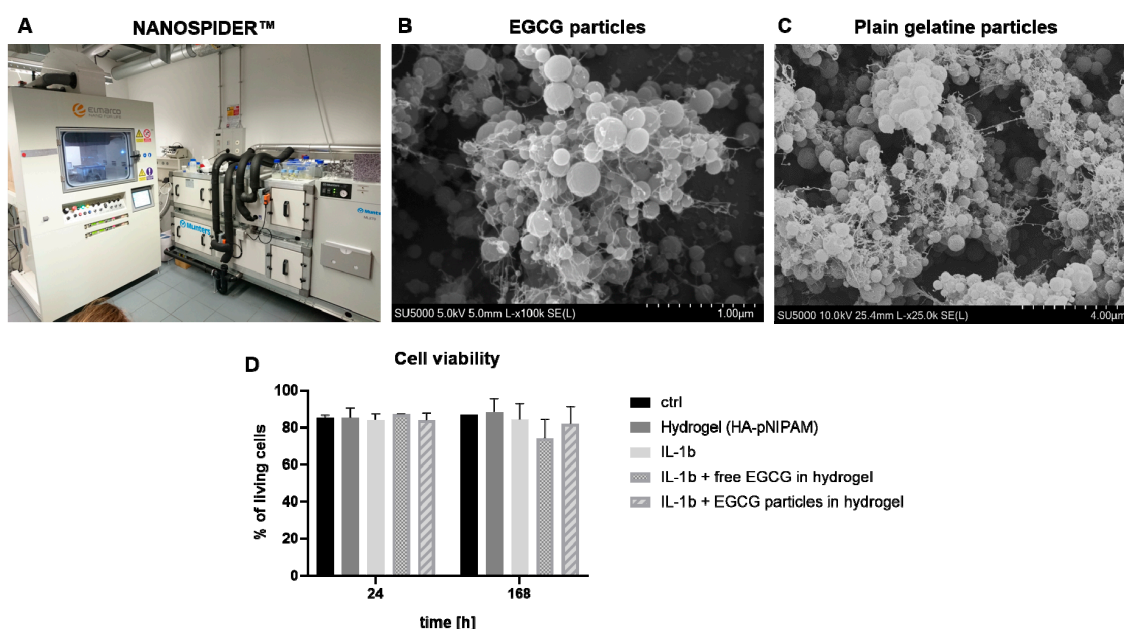 A NANOSPIDER™
B EGCG particles
C Plain gelatine particles
elmarco
Munters
Munters
SU5000 5.0kV 5.0mm L-x100k SE(L) 1.00µm
SU5000 10.0kV 25.4mm L-x25.0k SE(L) 4.00µm
D Cell viability
% of living cells
100
80
60
40
20
0
24 168
time [h]
ctrl
Hydrogel (HA-pNIPAM)
IL-1b
IL-1b + free EGCG in hydrogel
IL-1b + EGCG particles in hydrogel